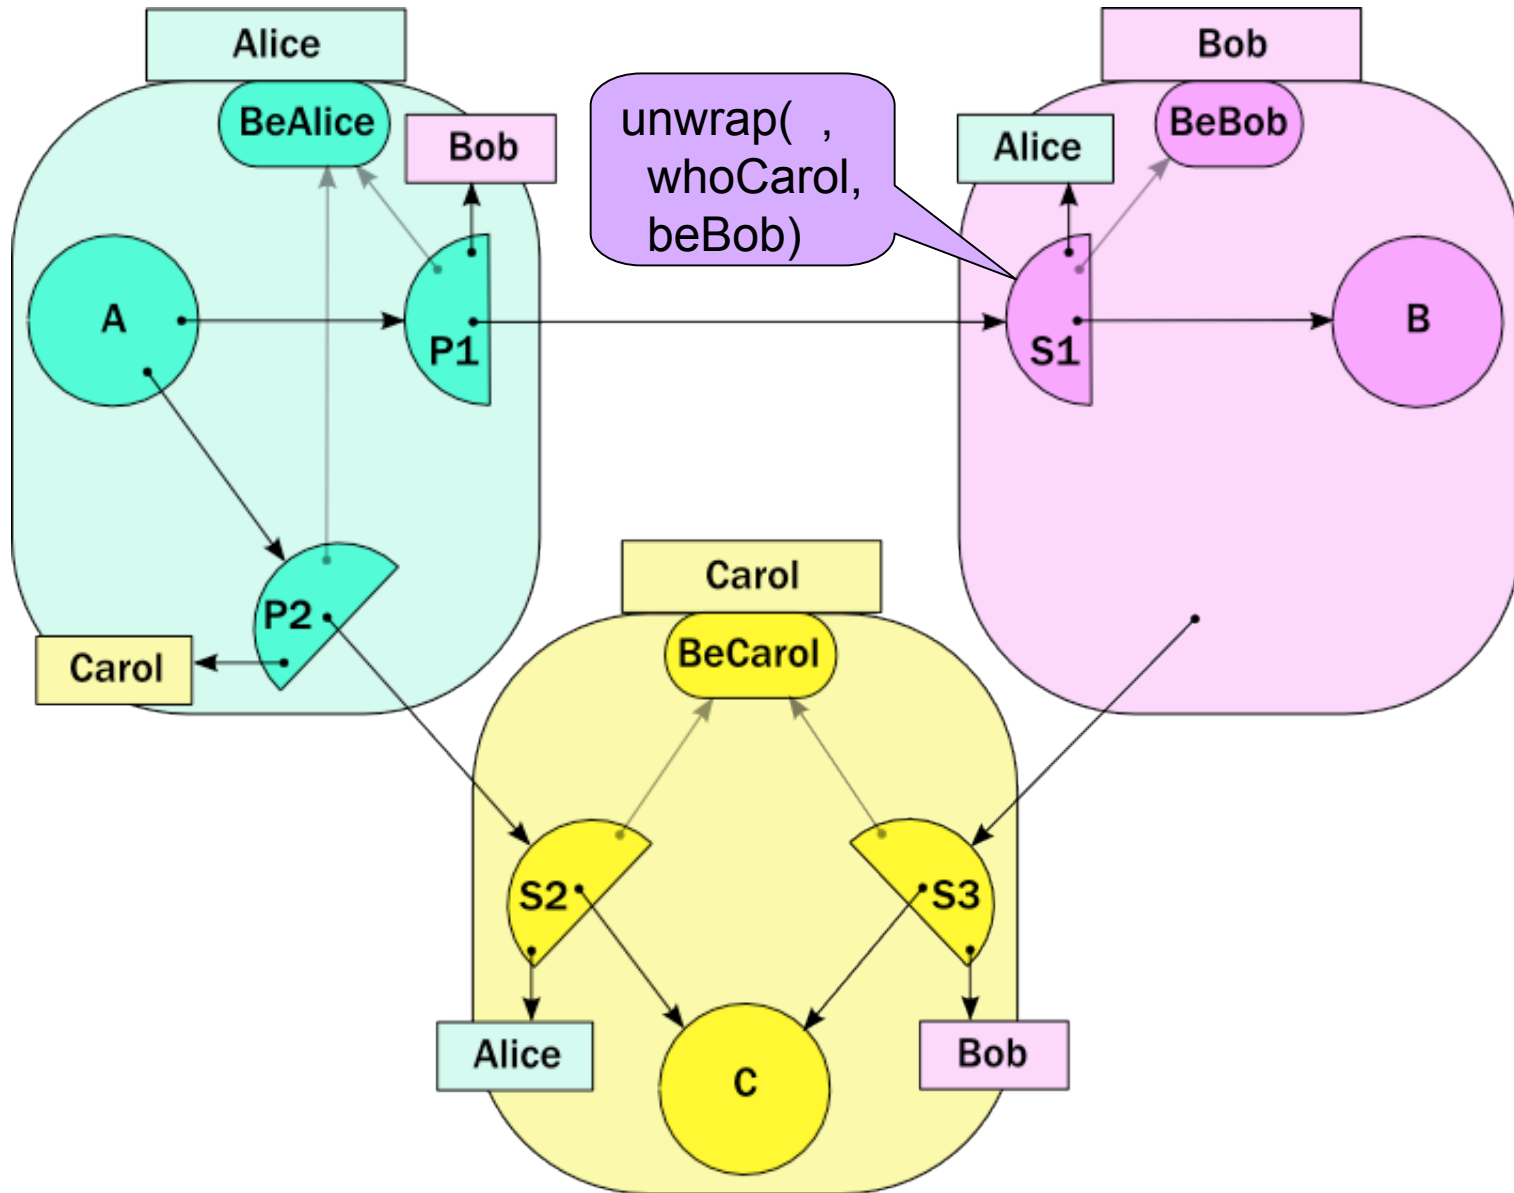 Alice
Bob
BeAlice
Bob
unwrap( ,
whoCarol,
beBob)
Alice
BeBob
A
P1
S1
B
P2
Carol
Carol
BeCarol
S2
S3
Alice
C
Bob